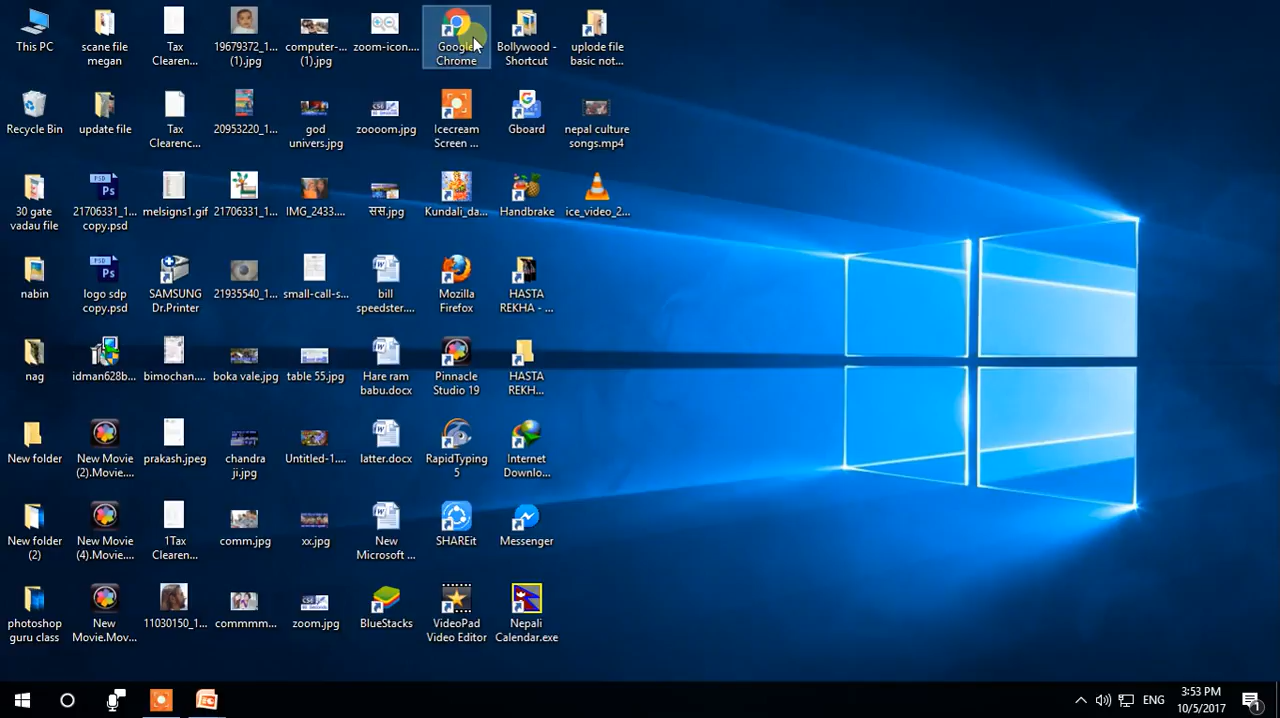 This PC
scane file
megan
Tax
Clearen...
19679372_1...
(1).jpg
computer-...
(1).jpg
zoom-icon....
Google
Chrome
Bollywood -
Shortcut
uplode file
basic not...
Recycle Bin
update file
Tax
Clearenc...
20953220_1...
god
univers.jpg
zoooom.jpg
Icecream
Screen ...
Gboard
nepal culture
songs.mp4
30 gate
vadau file
21706331_1...
copy.psd
melsigns1.gif
21706331_1...
IMG_2433....
सस.jpg
Kundali_da...
Handbrake
ice_video_2...
nabin
logo sdp
copy.psd
SAMSUNG
Dr.Printer
21935540_1...
small-call-s...
bill
speedster....
Mozilla
Firefox
HASTA
REKHA - ...
nag
idman628b...
bimochan....
boka vale.jpg
table 55.jpg
Hare ram
babu.docx
Pinnacle
Studio 19
HASTA
REKH...
New folder
New Movie
(2).Movie....
prakash.jpeg
chandra
ji.jpg
Untitled-1....
latter.docx
RapidTyping
5
Internet
Downlo...
New folder
(2)
New Movie
(4).Movie....
1Tax
Clearen...
comm.jpg
xx.jpg
New
Microsoft ...
SHAREit
Messenger
photoshop
guru class
New
Movie.Mov...
11030150_1...
commmm...
zoom.jpg
BlueStacks
VideoPad
Video Editor
Nepali
Calendar.exe
ENG
3:53 PM
10/5/2017
1